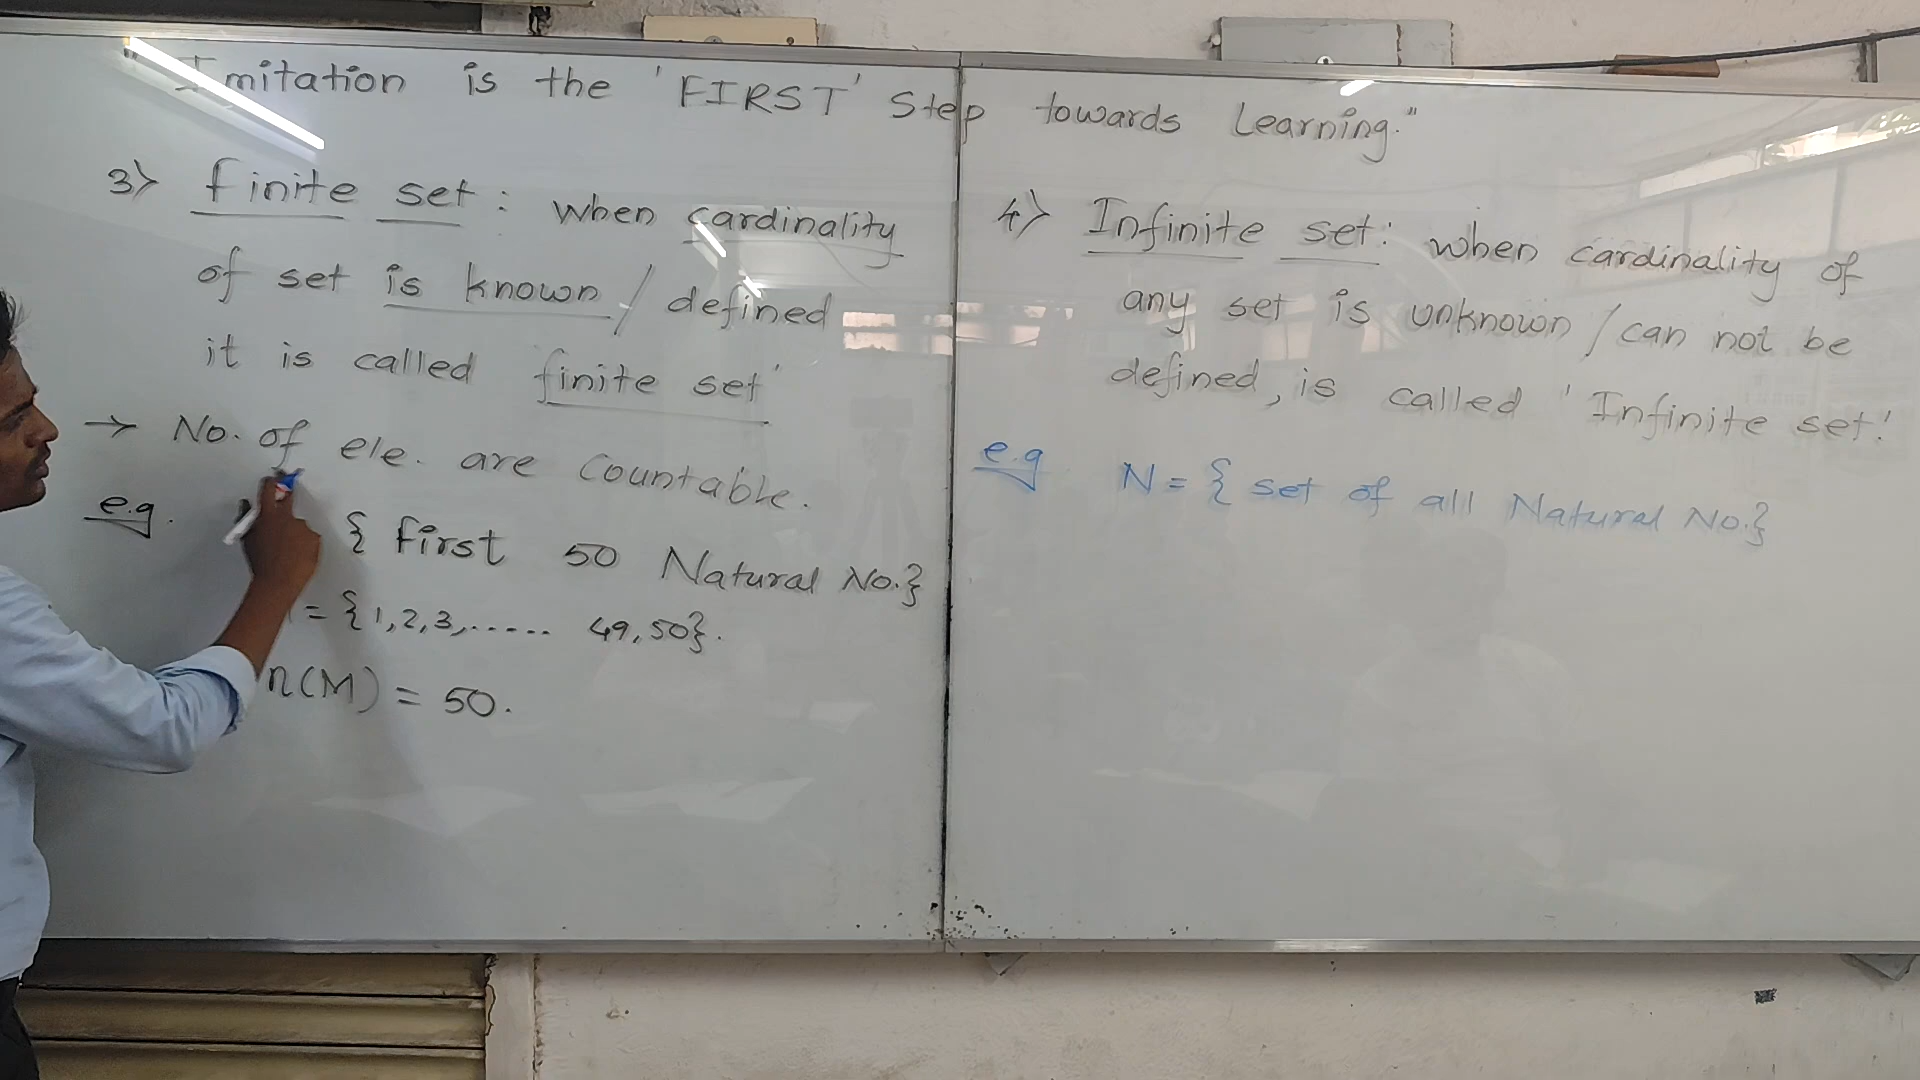 "Imitation is the 'FIRST' Step towards Learning."
3) finite set : when cardinality
of set is known / defined
it is called finite set'
→ No. of ele. are Countable.
e.g. { first 50 Natural No.}
= {1,2,3,..... 49,50}.
n(M) = 50.
4) Infinite set: when cardinality of
any set is unknown / can not be
defined, is called 'Infinite set.'
e.g N = { set of all Natural No.}